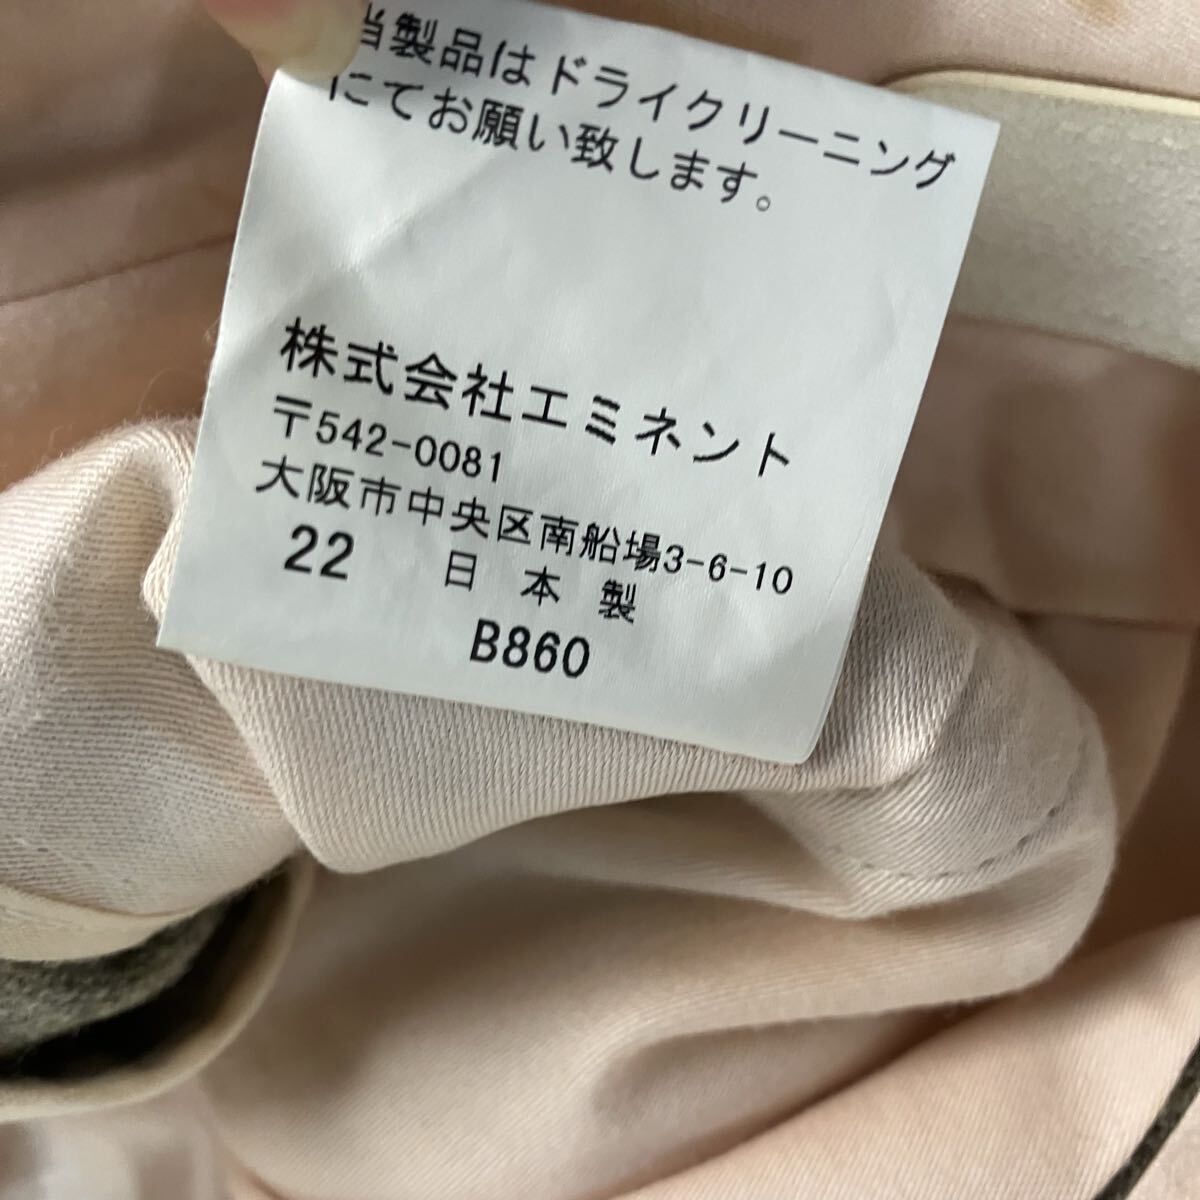 当製品はドライクリーニング
にてお願い致します。
株式会社エミネント
〒542-0081
大阪市中央区南船場3-6-10
22 日本製
B860